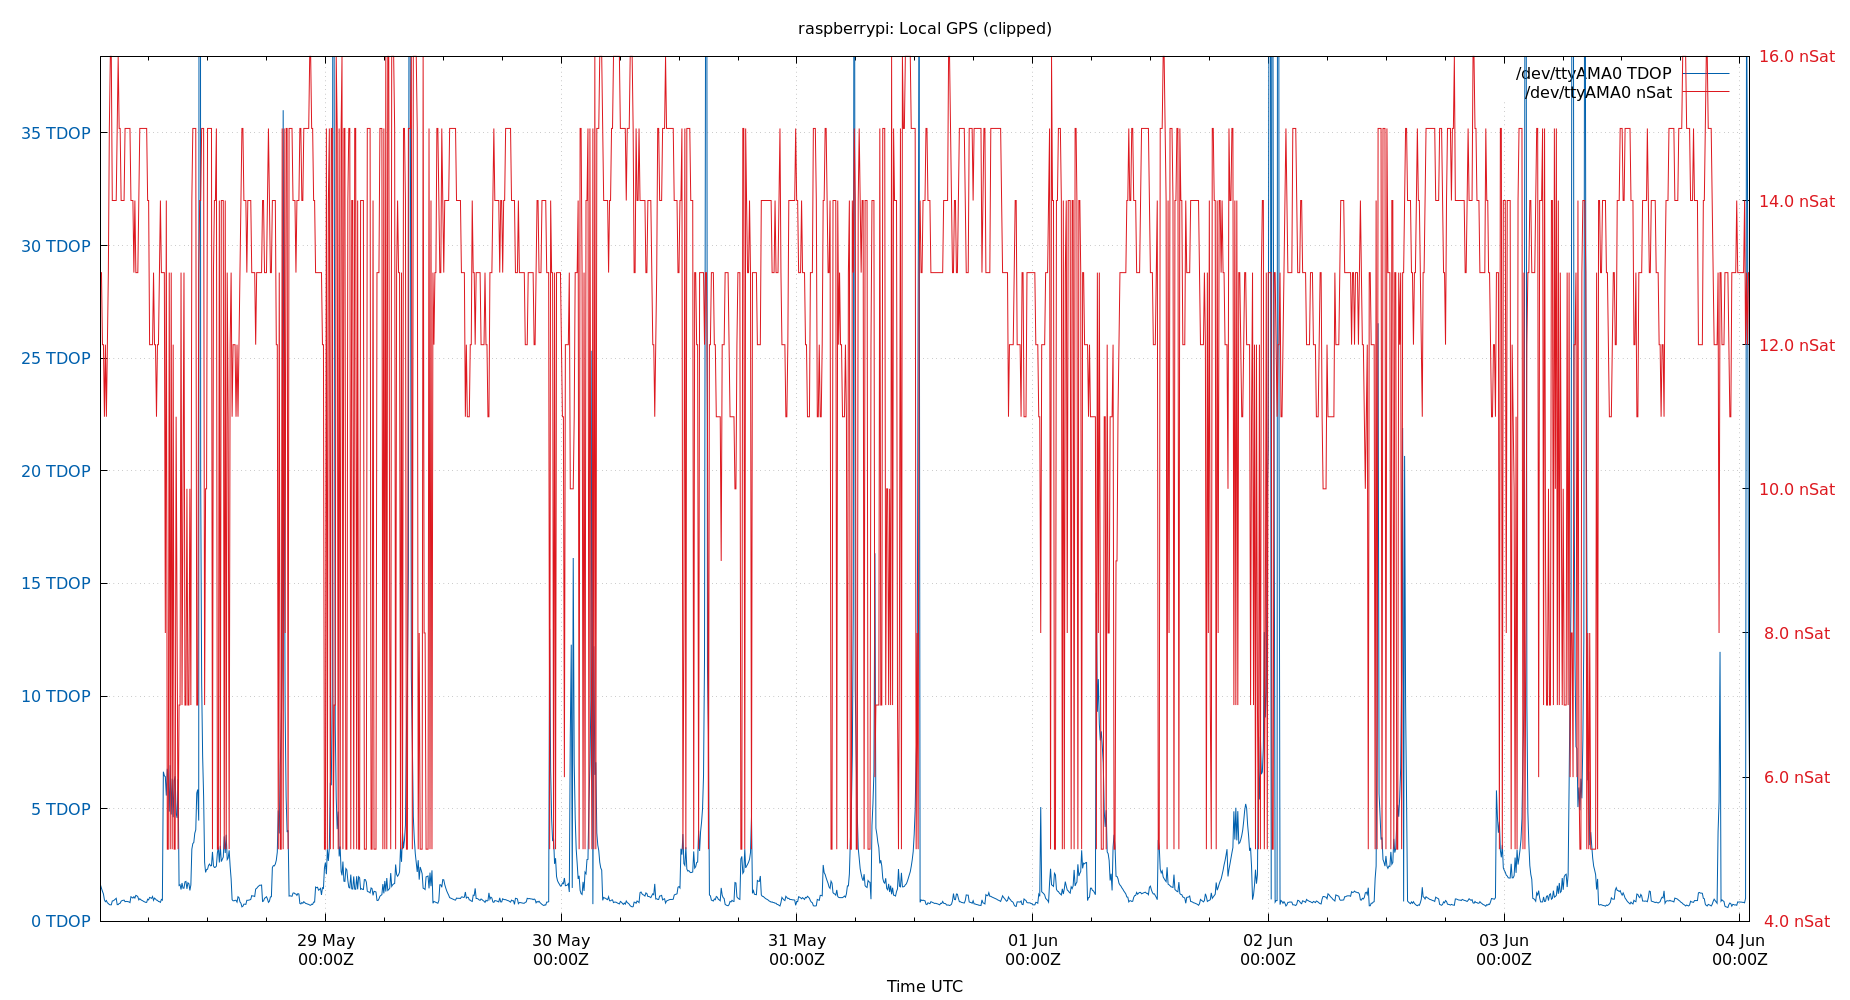 raspberrypi: Local GPS (clipped)
16.0 nSat
/dev/ttyAMA0 TDOP
/dev/ttyAMA0 nSat
35 TDOP
14.0 nSat
30 TDOP
12.0 nSat
25 TDOP
20 TDOP
10.0 nSat
15 TDOP
8.0 nSat
10 TDOP
6.0 nSat
5 TDOP
0 TDOP
4.0 nSat
29 May 30 May 31 May 01 Jun 02 Jun 03 Jun 04 Jun
00:00Z 00:00Z 00:00Z 00:00Z 00:00Z 00:00Z 00:00Z
Time UTC